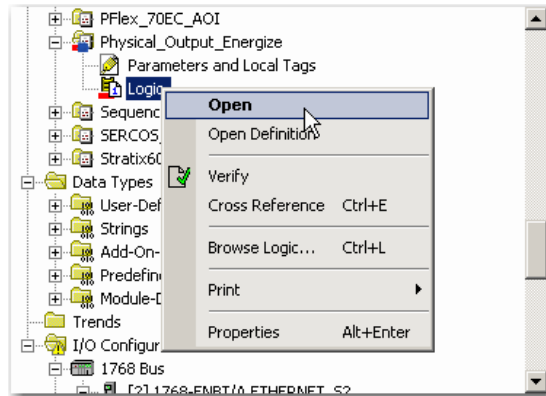 PFlex_70EC_AOI
Physical_Output_Energize
Parameters and Local Tags
Logic
Open
Sequenc
Open Definition
SERCOS_
Stratix60
Data Types
Verify
User-Def
Cross Reference Ctrl+E
Strings
Add-On-
Browse Logic... Ctrl+L
Predefin
Module-D
Print
Trends
Properties Alt+Enter
I/O Configur
1768 Bus
[2] 1768-ENBT/A ETHERNET_S2